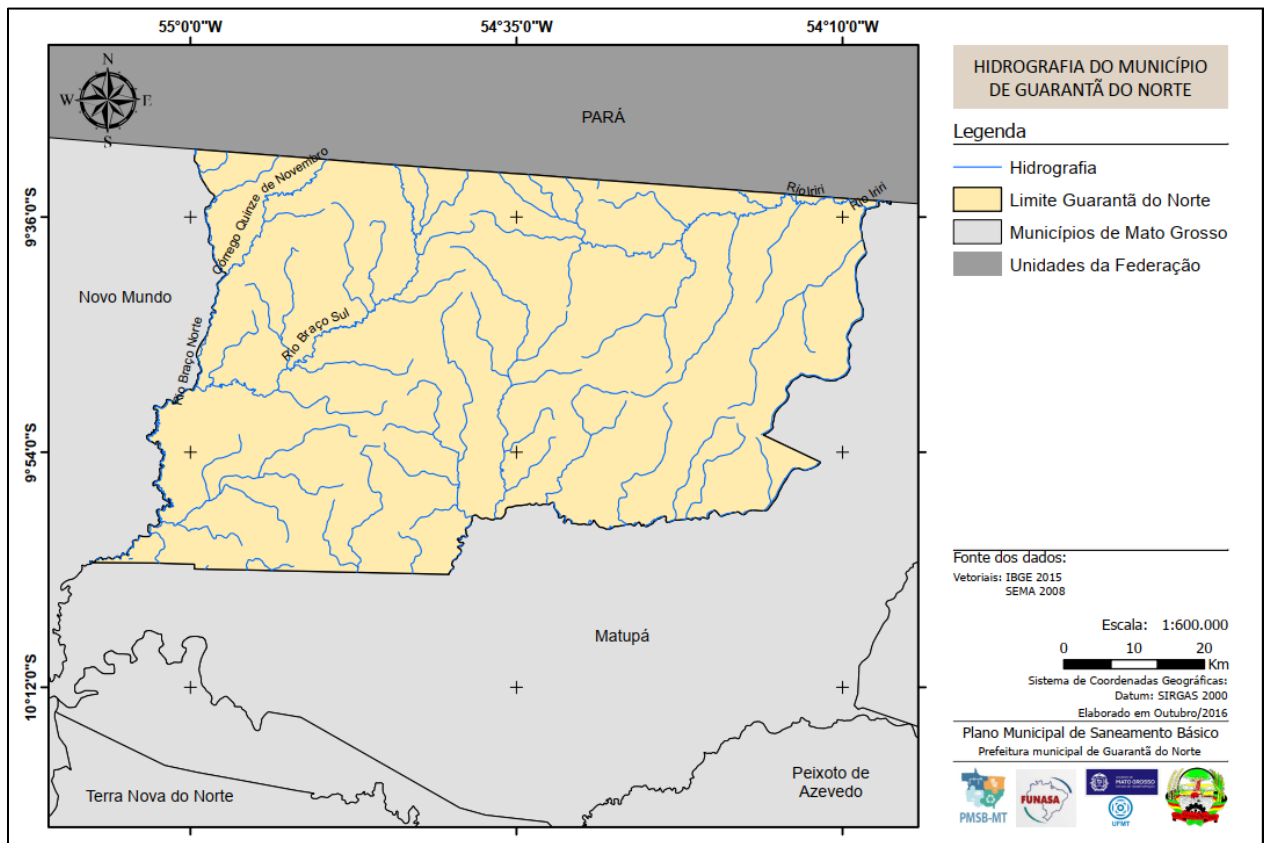 55°0'0"W
54°35'0"W
54°10'0"W
N
W
E
S
PARÁ
9°36'0"S
9°54'0"S
10°12'0"S
Córrego Quinze de Novembro
Rio Iriri
Rio Iriri
Novo Mundo
Rio Braço Norte
Rio Braço Sul
Matupá
Terra Nova do Norte
Peixoto de
Azevedo
HIDROGRAFIA DO MUNICÍPIO
DE GUARANTÃ DO NORTE
Legenda
Hidrografia
Limite Guarantã do Norte
Municípios de Mato Grosso
Unidades da Federação
Fonte dos dados:
Vetoriais: IBGE 2015
SEMA 2008
Escala: 1:600.000
0 10 20
Km
Sistema de Coordenadas Geográficas:
Datum: SIRGAS 2000
Elaborado em Outubro/2016
Plano Municipal de Saneamento Básico
Prefeitura municipal de Guarantã do Norte
PMSB-MT
FUNASA
MATO GROSSO
UFMT